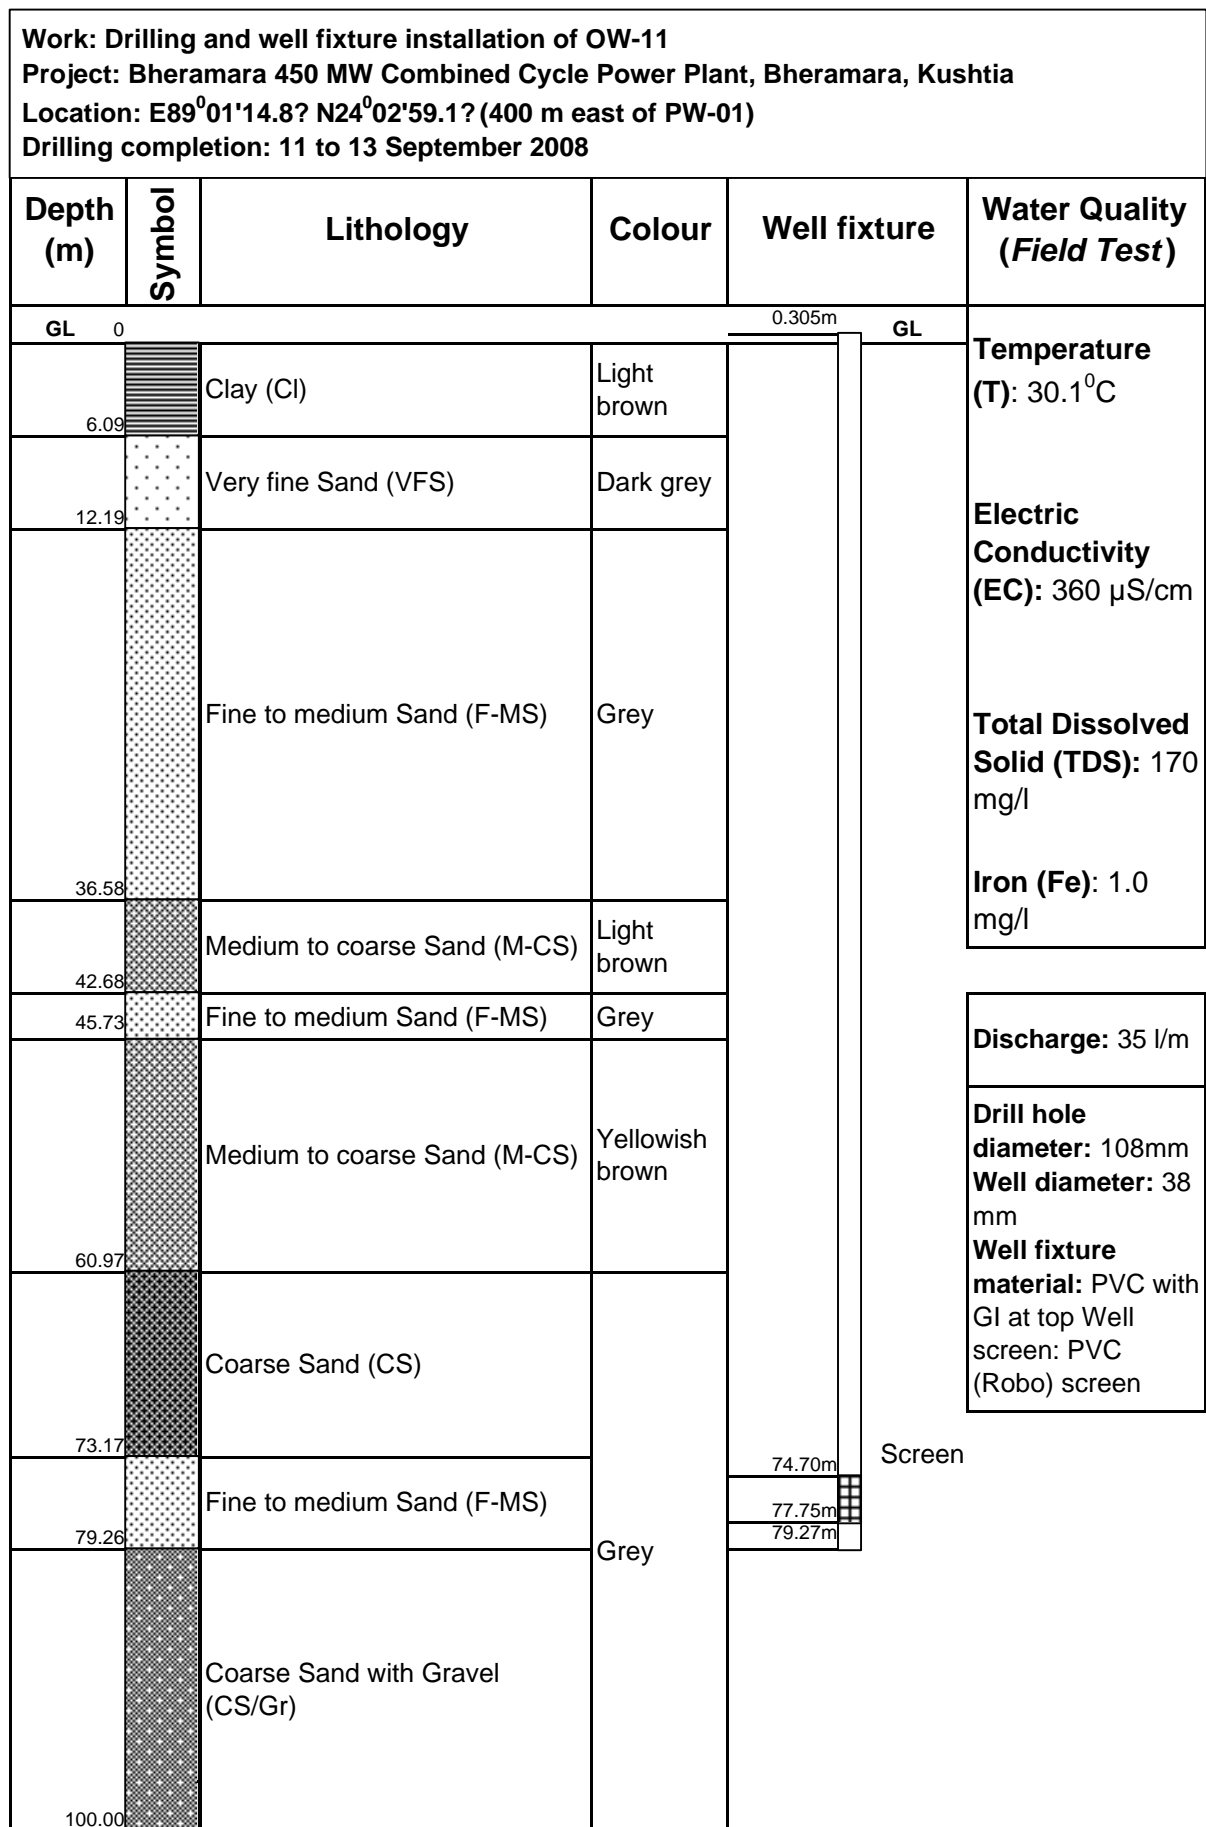 Work: Drilling and well fixture installation of OW-11
Project: Bheramara 450 MW Combined Cycle Power Plant, Bheramara, Kushtia
Location: E89⁰01'14.8? N24⁰02'59.1? (400 m east of PW-01)
Drilling completion: 11 to 13 September 2008
Depth (m)
Symbol
Lithology
Colour
Well fixture
Water Quality
(Field Test)
GL 0
0.305m
GL
Clay (Cl)
Light
brown
6.09
Very fine Sand (VFS)
Dark grey
12.19
Fine to medium Sand (F-MS)
Grey
36.58
Medium to coarse Sand (M-CS)
Light
brown
42.68
Fine to medium Sand (F-MS)
Grey
45.73
Medium to coarse Sand (M-CS)
Yellowish
brown
60.97
Coarse Sand (CS)
73.17
Fine to medium Sand (F-MS)
79.26
Grey
Coarse Sand with Gravel
(CS/Gr)
100.00
74.70m
Screen
77.75m
79.27m
Temperature
(T): 30.1⁰C
Electric
Conductivity
(EC): 360 µS/cm
Total Dissolved
Solid (TDS): 170
mg/l
Iron (Fe): 1.0
mg/l
Discharge: 35 l/m
Drill hole
diameter: 108mm
Well diameter: 38
mm
Well fixture
material: PVC with
GI at top Well
screen: PVC
(Robo) screen